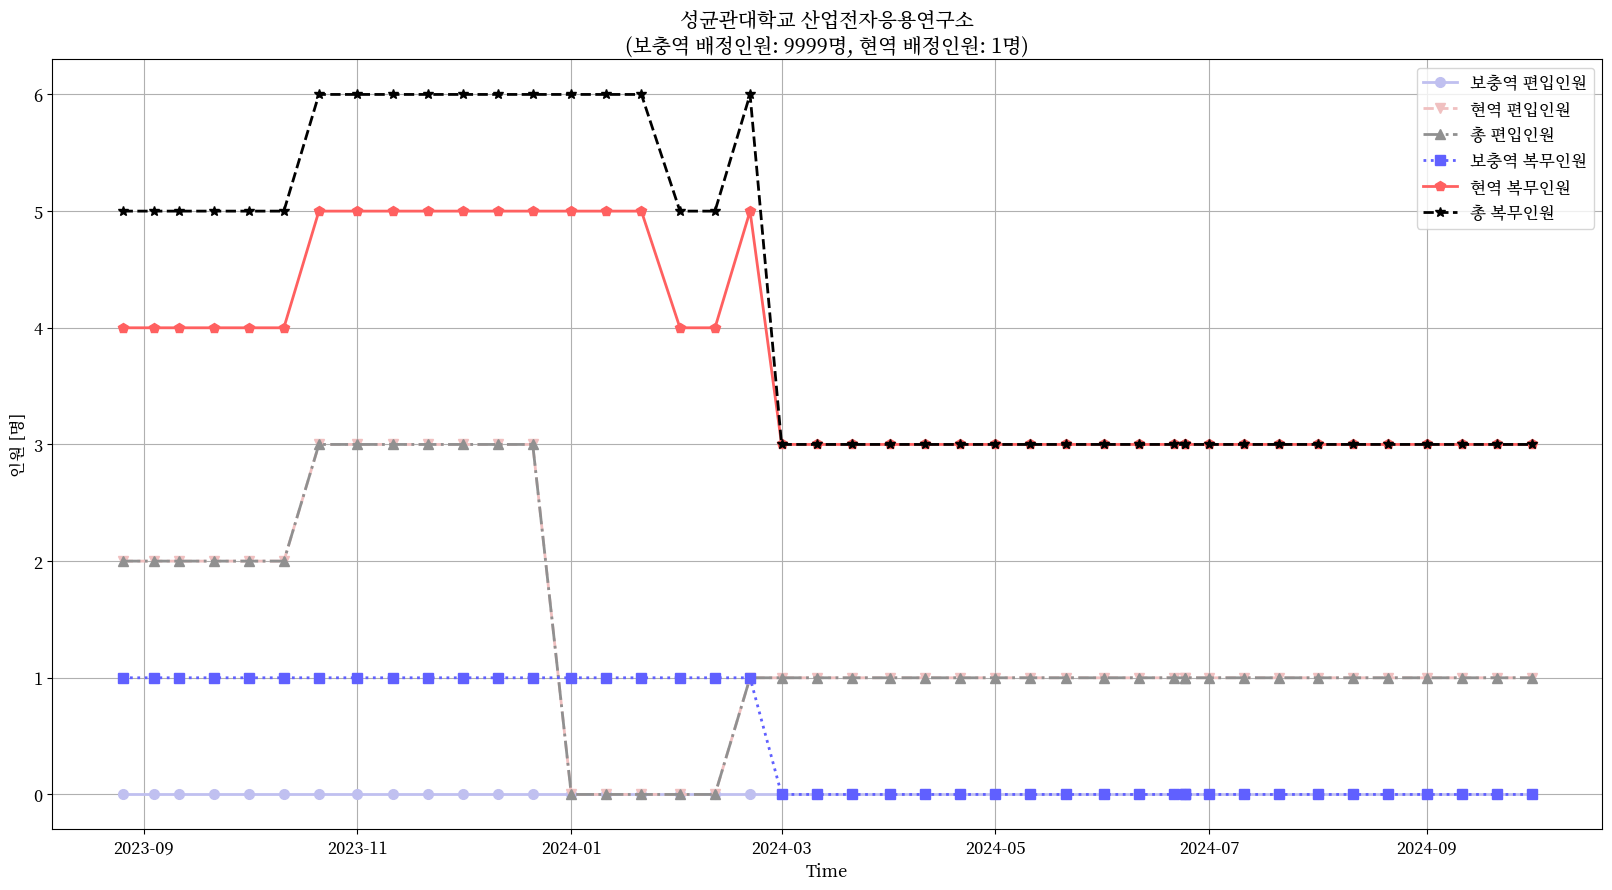 성균관대학교 산업전자응용연구소
(보충역 배정인원: 9999명, 현역 배정인원: 1명)
보충역 편입인원
현역 편입인원
총 편입인원
보충역 복무인원
현역 복무인원
총 복무인원
인원 [명]
6
5
4
3
2
1
0
2023-09
2023-11
2024-01
2024-03
2024-05
2024-07
2024-09
Time